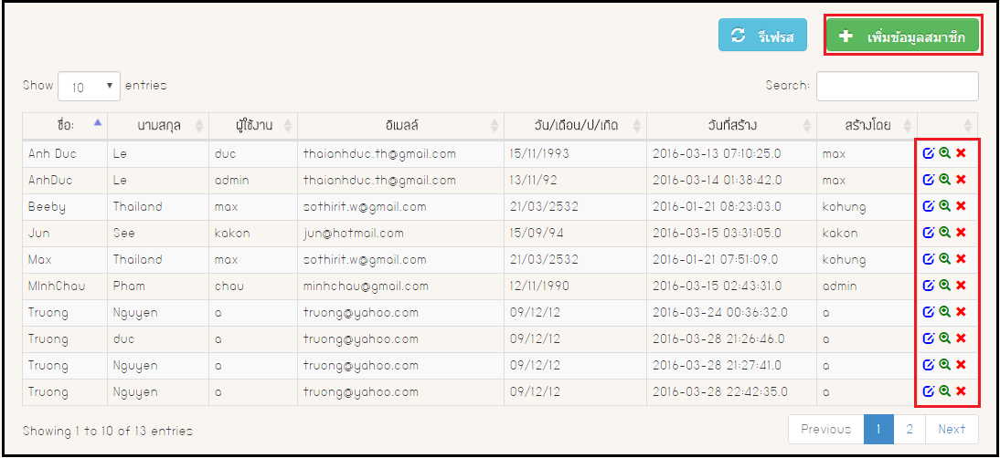 รีเฟรส เพิ่มข้อมูลสมาชิก
Show 10 entries Search:
ชื่อ: นามสกุล ผู้ใช้งาน อีเมลล์ วัน/เดือน/ป/เกิด วันที่สร้าง สร้างโดย
Anh Duc Le duc thaianhduc.th@gmail.com 15/11/1993 2016-03-13 07:10:25.0 max
AnhDuc Le admin thaianhduc.th@gmail.com 13/11/92 2016-03-14 01:38:42.0 max
Beeby Thailand max sothirit.w@gmail.com 21/03/2532 2016-01-21 08:23:03.0 kohung
Jun See kakon jun@hotmail.com 15/09/94 2016-03-15 03:31:05.0 kakon
Max Thailand max sothirit.w@gmail.com 21/03/2532 2016-01-21 07:51:09.0 kohung
MInhChau Pham chau minhchau@gmail.com 12/11/1990 2016-03-15 02:43:31.0 admin
Truong Nguyen a truong@yahoo.com 09/12/12 2016-03-24 00:36:32.0 a
Truong duc a truong@yahoo.com 09/12/12 2016-03-28 21:26:46.0 a
Truong Nguyen a truong@yahoo.com 09/12/12 2016-03-28 21:27:41.0 a
Truong Nguyen a truong@yahoo.com 09/12/12 2016-03-28 22:42:35.0 a
Showing 1 to 10 of 13 entries Previous 1 2 Next